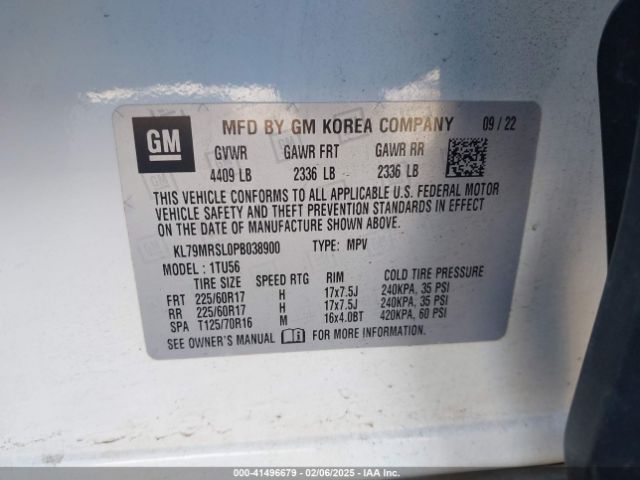 GM
MFD BY GM KOREA COMPANY 09 / 22
GVWR GAWR FRT GAWR RR
4409 LB 2336 LB 2336 LB
THIS VEHICLE CONFORMS TO ALL APPLICABLE U.S. FEDERAL MOTOR
VEHICLE SAFETY AND THEFT PREVENTION STANDARDS IN EFFECT
ON THE DATE OF MANUFACTURE SHOWN ABOVE.
KL79MRSL0PB038900 TYPE: MPV
MODEL : 1TU56
TIRE SIZE SPEED RTG RIM COLD TIRE PRESSURE
FRT 225/60R17 H 17x7.5J 240KPA, 35 PSI
RR 225/60R17 H 17x7.5J 240KPA, 35 PSI
SPA T125/70R16 M 16x4.0BT 420KPA, 60 PSI
SEE OWNER'S MANUAL
000-41496679 - 02/06/2025 - IAA Inc.